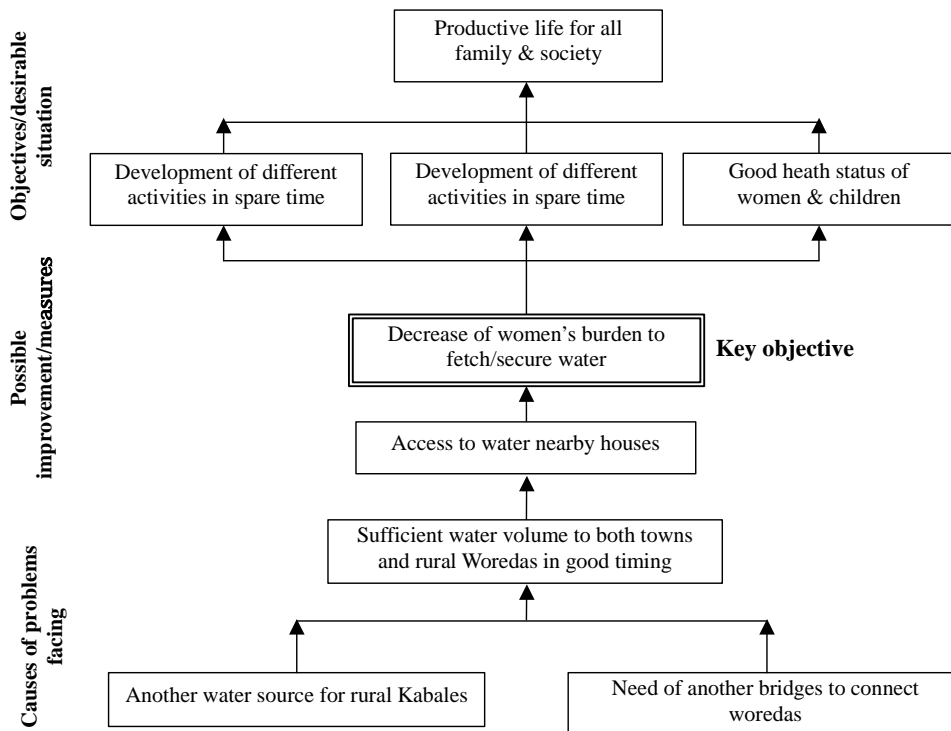 Objectives/desirable
situation
Productive life for all
family & society
Development of different
activities in spare time
Development of different
activities in spare time
Good heath status of
women & children
Possible
improvement/measures
Decrease of women’s burden to
fetch/secure water
Key objective
Access to water nearby houses
Sufficient water volume to both towns
and rural Woredas in good timing
Causes of problems
facing
Another water source for rural Kabales
Need of another bridges to connect
woredas